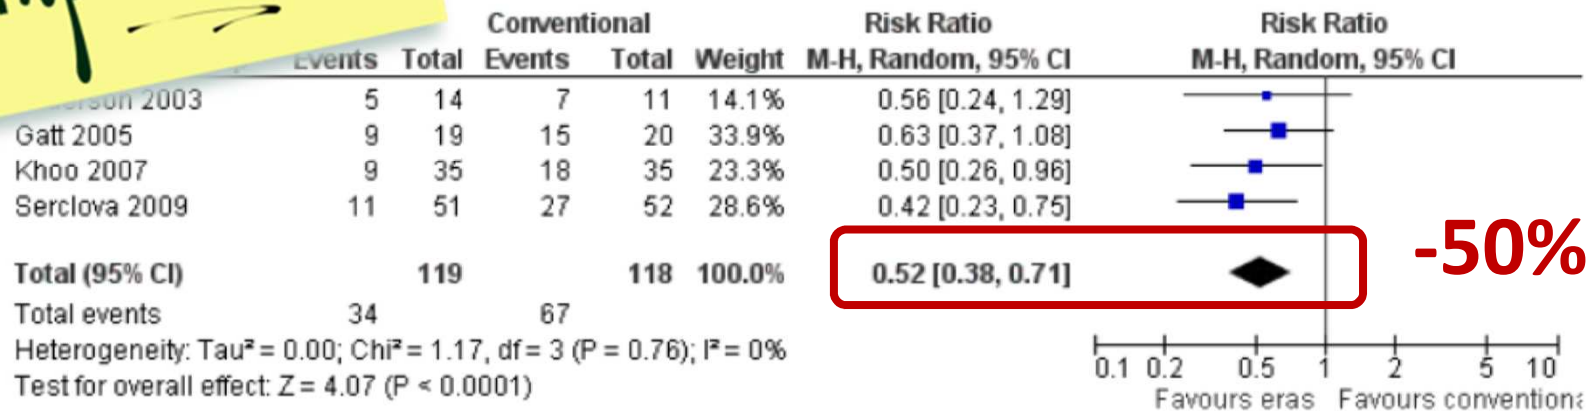 Conventional Risk Ratio Risk Ratio
Events Total Events Total Weight M-H, Random, 95% CI M-H, Random, 95% CI
2003 5 14 7 11 14.1% 0.56 [0.24, 1.29]
Gatt 2005 9 19 15 20 33.9% 0.63 [0.37, 1.08]
Khoo 2007 9 35 18 35 23.3% 0.50 [0.26, 0.96]
Serclova 2009 11 51 27 52 28.6% 0.42 [0.23, 0.75]
-50%
Total (95% CI) 119 118 100.0% 0.52 [0.38, 0.71]
Total events 34 67
Heterogeneity: Tau² = 0.00; Chi² = 1.17, df = 3 (P = 0.76); I² = 0%
Test for overall effect: Z = 4.07 (P < 0.0001)
0.1 0.2 0.5 1 2 5 10
Favours eras Favours conventiona